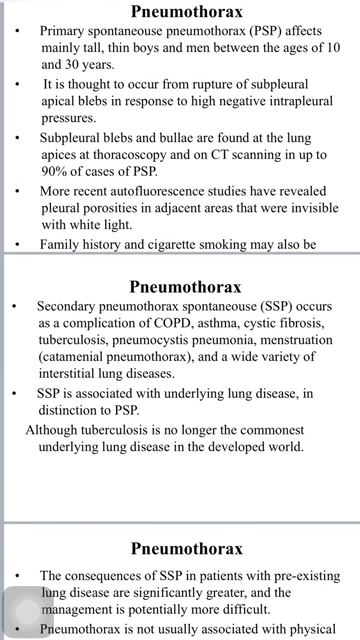 Pneumothorax
• Primary spontaneouse pneumothorax (PSP) affects
mainly tall, thin boys and men between the ages of 10
and 30 years.
• It is thought to occur from rupture of subpleural
apical blebs in response to high negative intrapleural
pressures.
• Subpleural blebs and bullae are found at the lung
apices at thoracoscopy and on CT scanning in up to
90% of cases of PSP.
• More recent autofluorescence studies have revealed
pleural porosities in adjacent areas that were invisible
with white light.
• Family history and cigarette smoking may also be
Pneumothorax
• Secondary pneumothorax spontaneouse (SSP) occurs
as a complication of COPD, asthma, cystic fibrosis,
tuberculosis, pneumocystis pneumonia, menstruation
(catamenial pneumothorax), and a wide variety of
interstitial lung diseases.
• SSP is associated with underlying lung disease, in
distinction to PSP.
Although tuberculosis is no longer the commonest
underlying lung disease in the developed world.
Pneumothorax
• The consequences of SSP in patients with pre-existing
lung disease are significantly greater, and the
management is potentially more difficult.
• Pneumothorax is not usually associated with physical